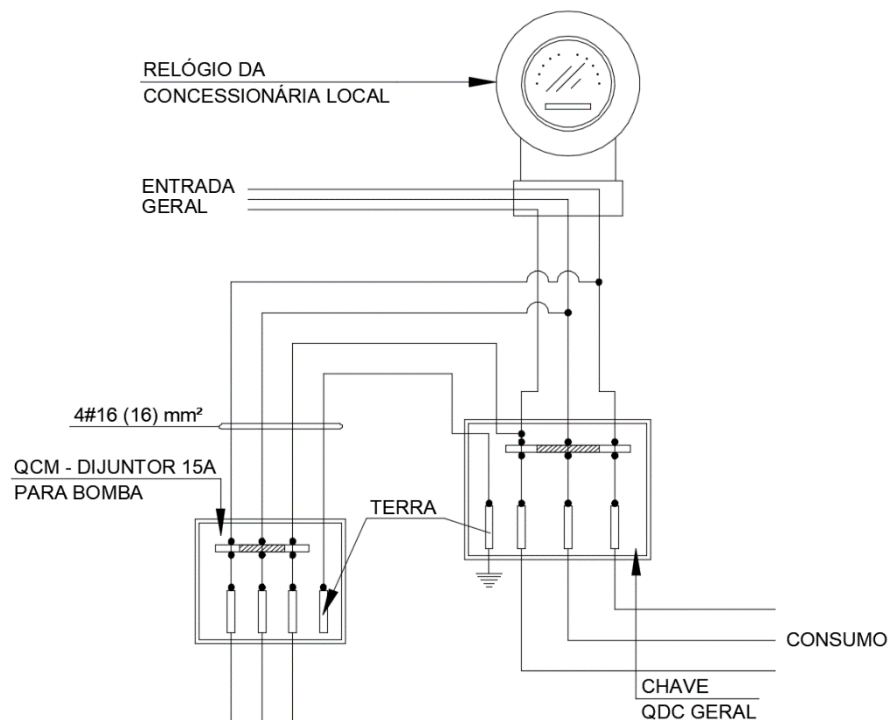 RELÓGIO DA
CONCESSIONÁRIA LOCAL
ENTRADA
GERAL
4#16 (16) mm²
QCM - DIJUNTOR 15A
PARA BOMBA
TERRA
CONSUMO
CHAVE
QDC GERAL